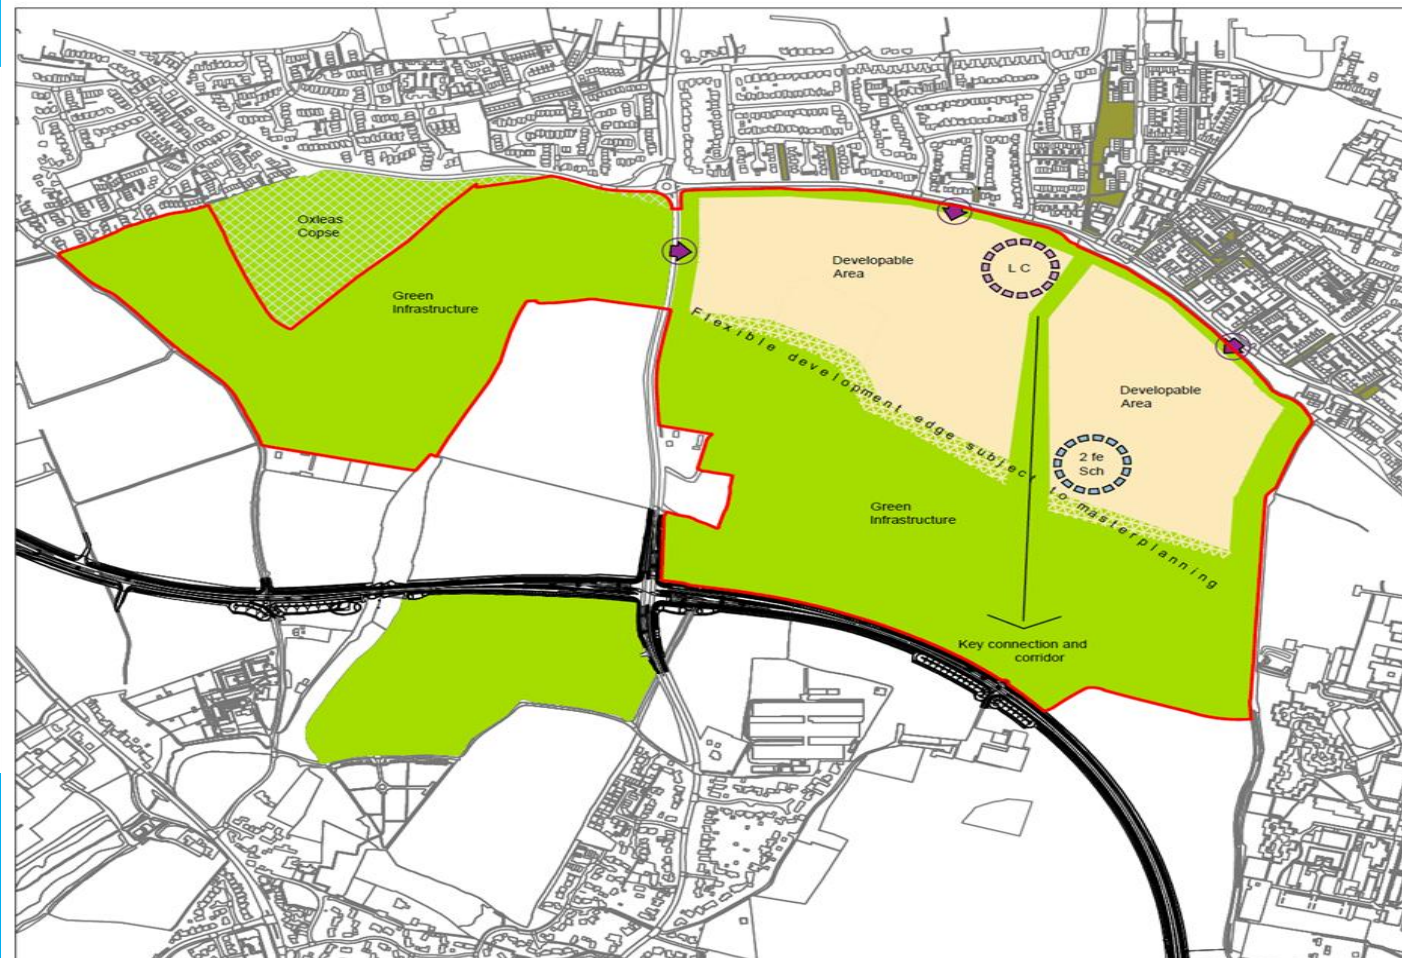 Oxleas
Copse
Green
Infrastructure
Developable
Area
L C
Flexible development edge subject to masterplanning
Developable
Area
2 fe
Sch
Green
Infrastructure
Key connection and
corridor